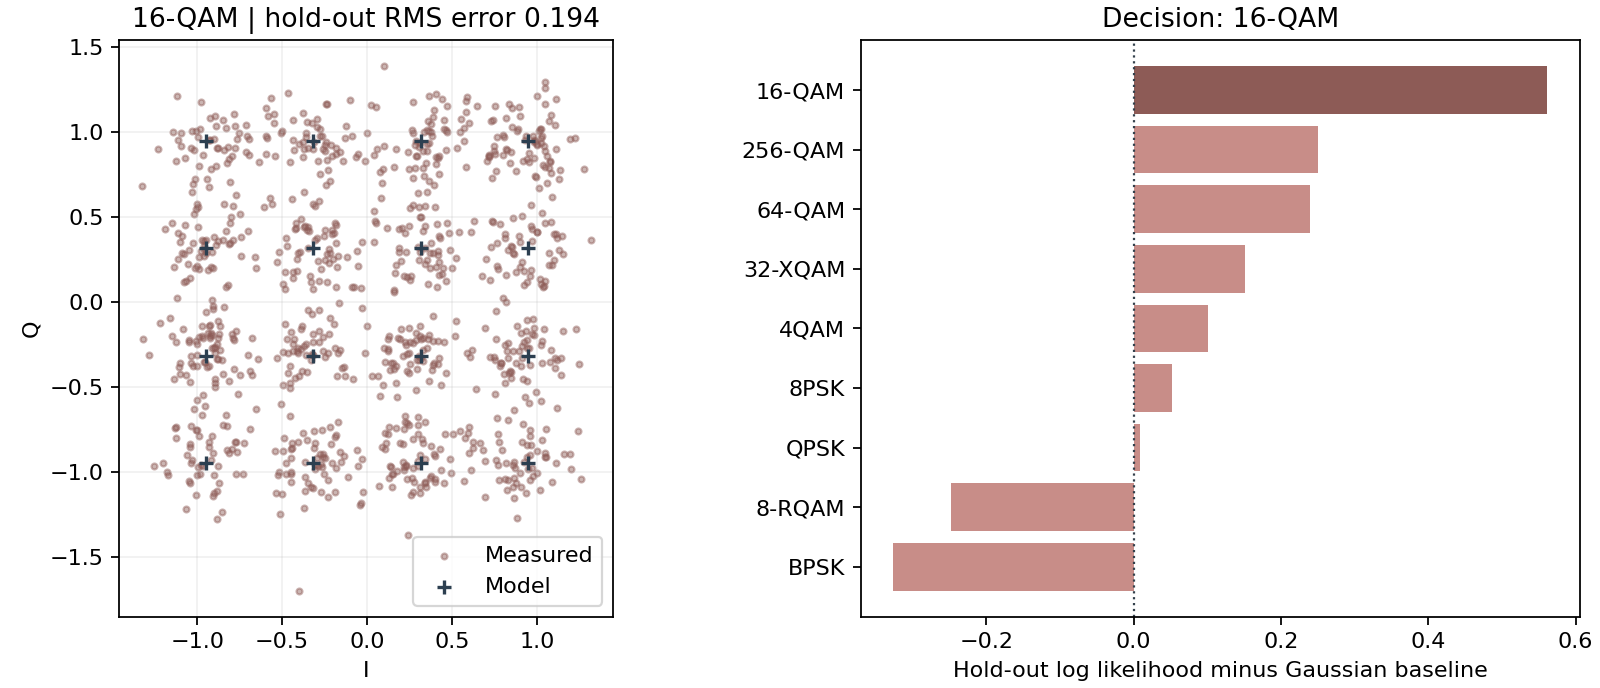 16-QAM | hold-out RMS error 0.194
1.5
1.0
0.5
0.0
−0.5
−1.0
−1.5
Q
−1.0
−0.5
0.0
0.5
1.0
I
Measured
Model
Decision: 16-QAM
16-QAM
256-QAM
64-QAM
32-XQAM
4QAM
8PSK
QPSK
8-RQAM
BPSK
−0.2
0.0
0.2
0.4
0.6
Hold-out log likelihood minus Gaussian baseline